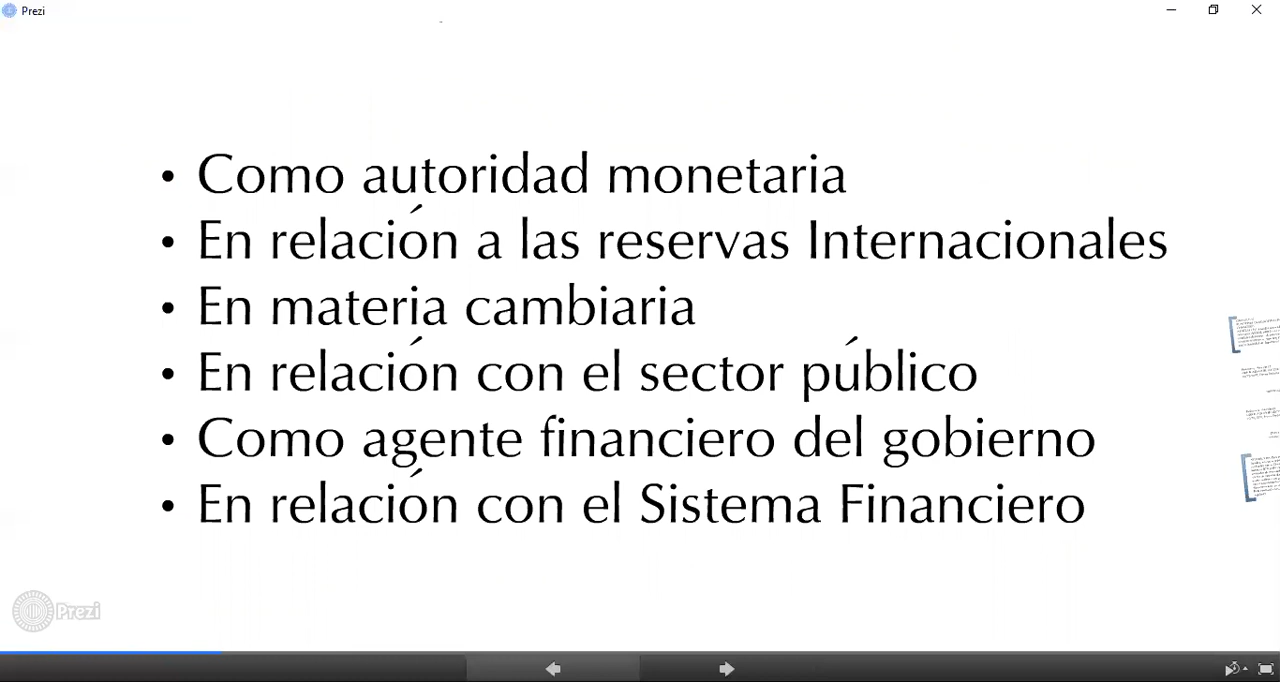 Prezi
• Como autoridad monetaria
• En relación a las reservas Internacionales
• En materia cambiaria
• En relación con el sector público
• Como agente financiero del gobierno
• En relación con el Sistema Financiero
Prezi